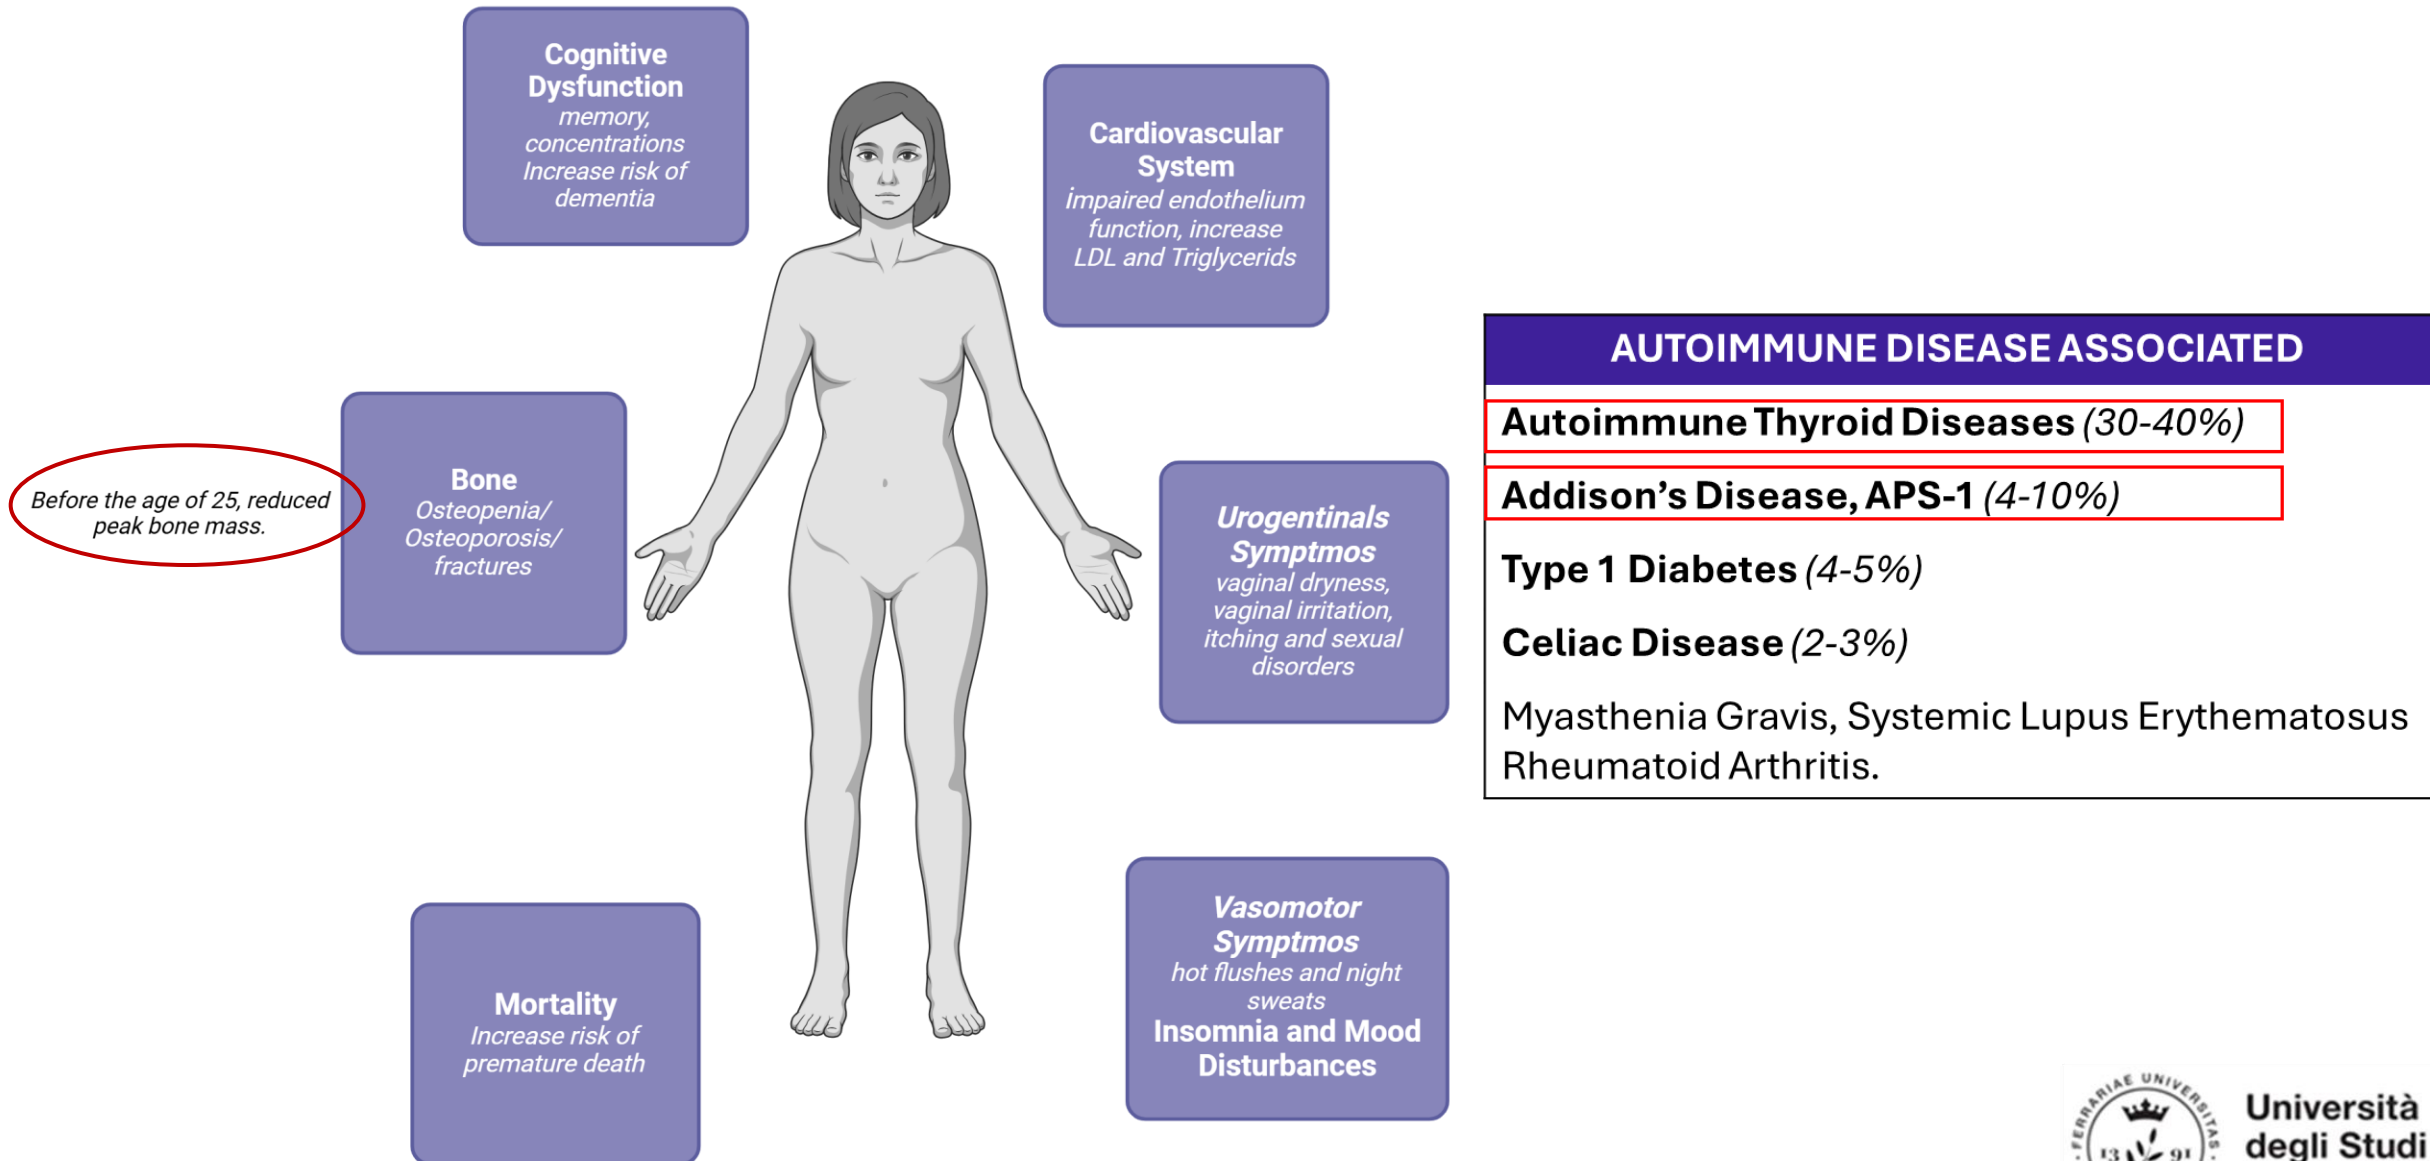 Cognitive
Dysfunction
memory,
concentrations
Increase risk of
dementia
Cardiovascular
System
impaired endothelium
function, increase
LDL and Triglycerids
Before the age of 25, reduced
peak bone mass.
Bone
Osteopenia/
Osteoporosis/
fractures
Urogentinals
Symptmos
vaginal dryness,
vaginal irritation,
itching and sexual
disorders
Mortality
Increase risk of
premature death
Vasomotor
Symptmos
hot flushes and night
sweats
Insomnia and Mood
Disturbances
AUTOIMMUNE DISEASE ASSOCIATED
Autoimmune Thyroid Diseases (30-40%)
Addison’s Disease, APS-1 (4-10%)
Type 1 Diabetes (4-5%)
Celiac Disease (2-3%)
Myasthenia Gravis, Systemic Lupus Erythematosus
Rheumatoid Arthritis.
FERRARIAE UNIVERSITAS
13 91
Università
degli Studi